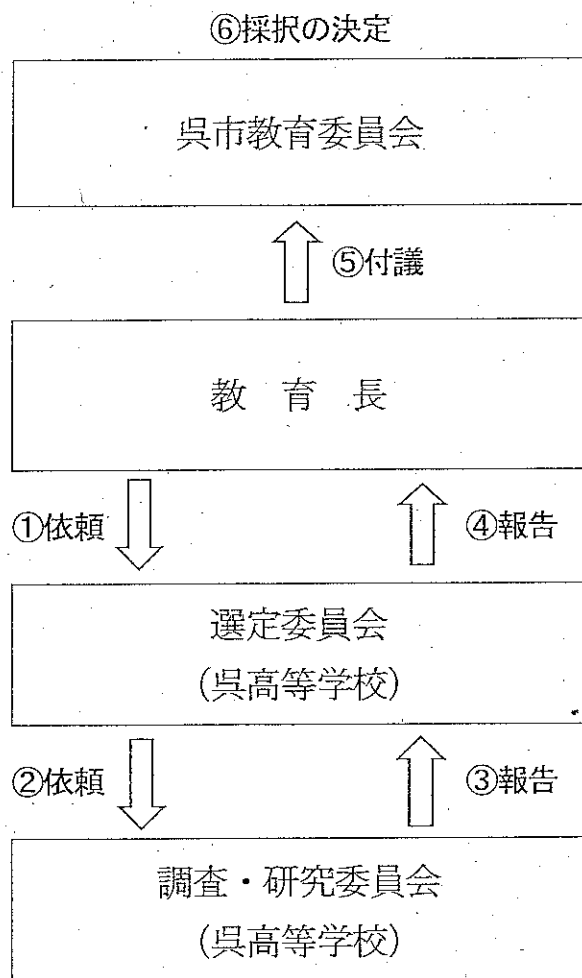 ⑥採択の決定
呉市教育委員会
⑤付議
教育長
①依頼
④報告
選定委員会
(呉高等学校)
②依頼
③報告
調査・研究委員会
(呉高等学校)